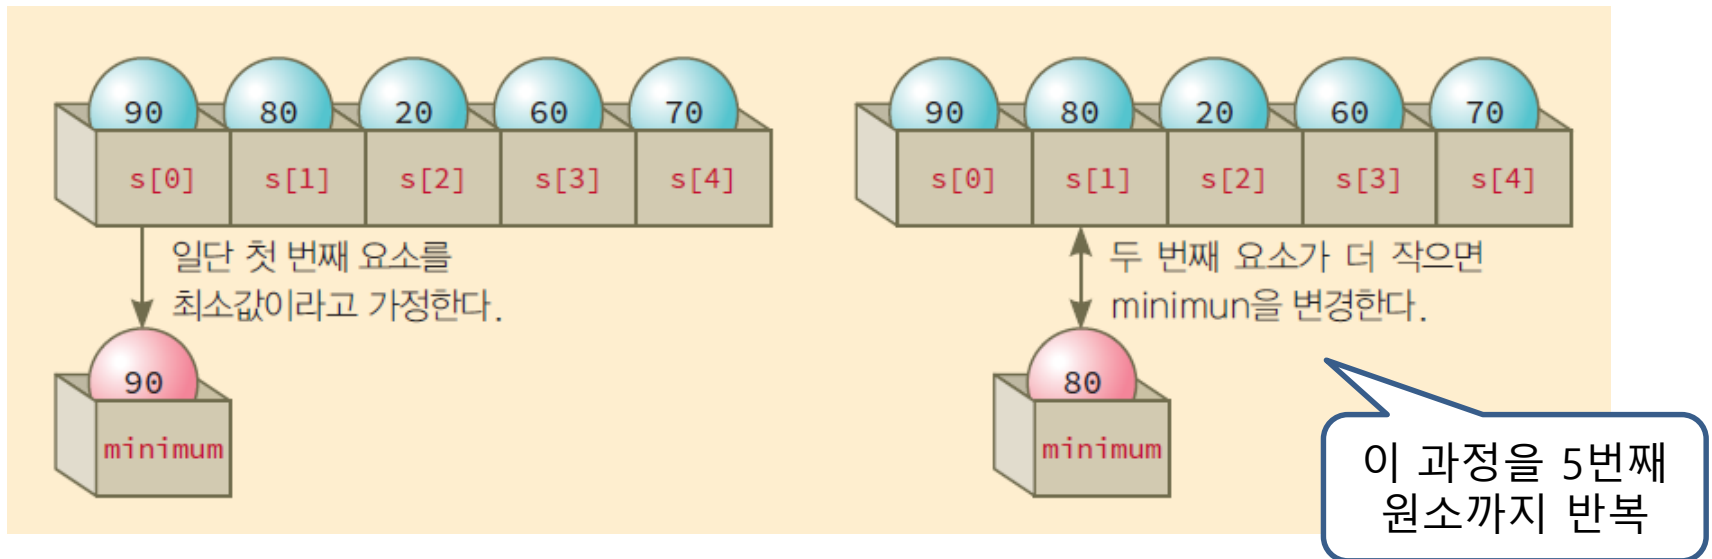 90 80 20 60 70
s[0] s[1] s[2] s[3] s[4]
일단 첫 번째 요소를
최소값이라고 가정한다.
90
minimum
90 80 20 60 70
s[0] s[1] s[2] s[3] s[4]
두 번째 요소가 더 작으면
minimun을 변경한다.
80
minimum
이 과정을 5번째
원소까지 반복